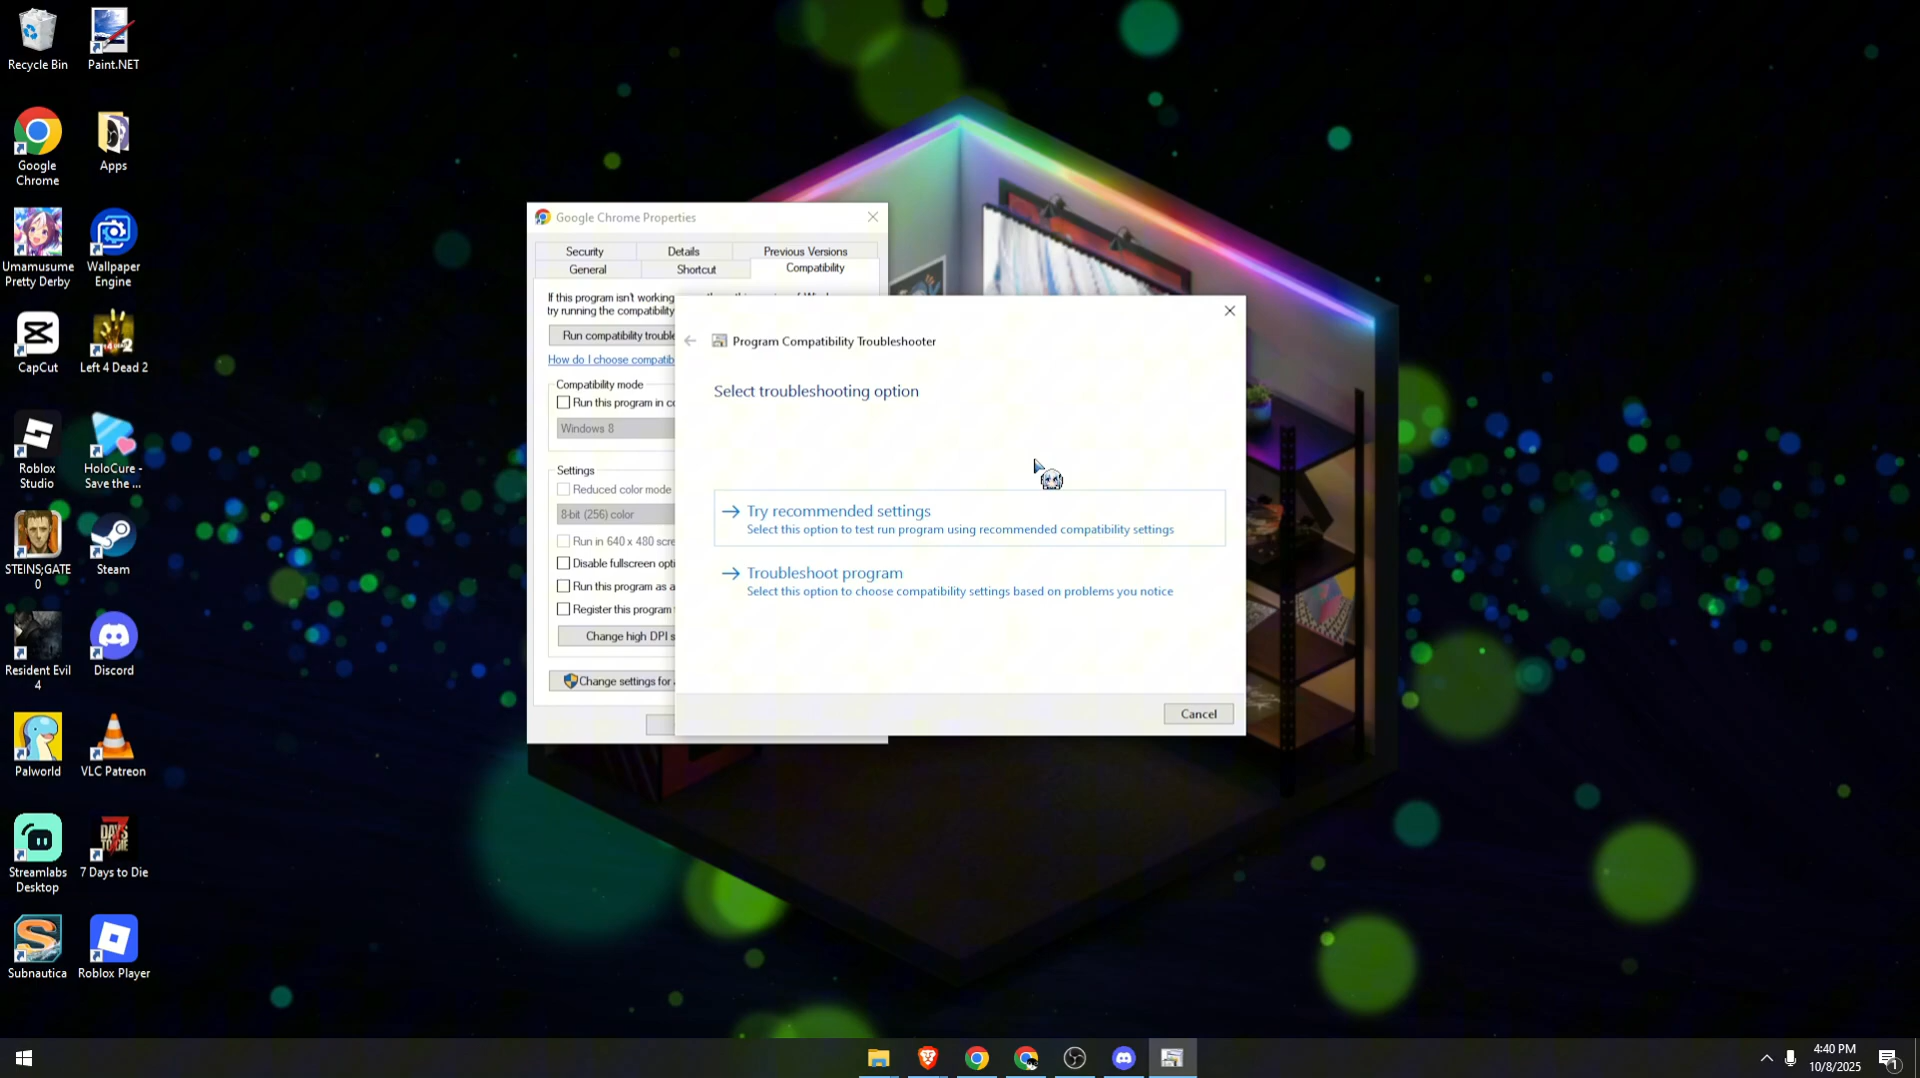 Recycle Bin
Paint.NET
Google
Chrome
Apps
Umamusume
Pretty Derby
Wallpaper
Engine
CapCut
Left 4 Dead 2
Roblox
Studio
HoloCure -
Save the ...
STEINS;GATE
0
Steam
Resident Evil
4
Discord
Palworld
VLC Patreon
Streamlabs
Desktop
7 Days to Die
Subnautica
Roblox Player
Google Chrome Properties
Security
Details
Previous Versions
General
Shortcut
Compatibility
If this program isn't working
try running the compatibility
Run compatibility trouble
How do I choose compatib
Compatibility mode
Run this program in co
Windows 8
Settings
Reduced color mode
8-bit (256) color
Run in 640 x 480 scre
Disable fullscreen opti
Run this program as a
Register this program
Change high DPI s
Change settings for
Program Compatibility Troubleshooter
Select troubleshooting option
Try recommended settings
Select this option to test run program using recommended compatibility settings
Troubleshoot program
Select this option to choose compatibility settings based on problems you notice
Cancel
4:40 PM
10/8/2025
1